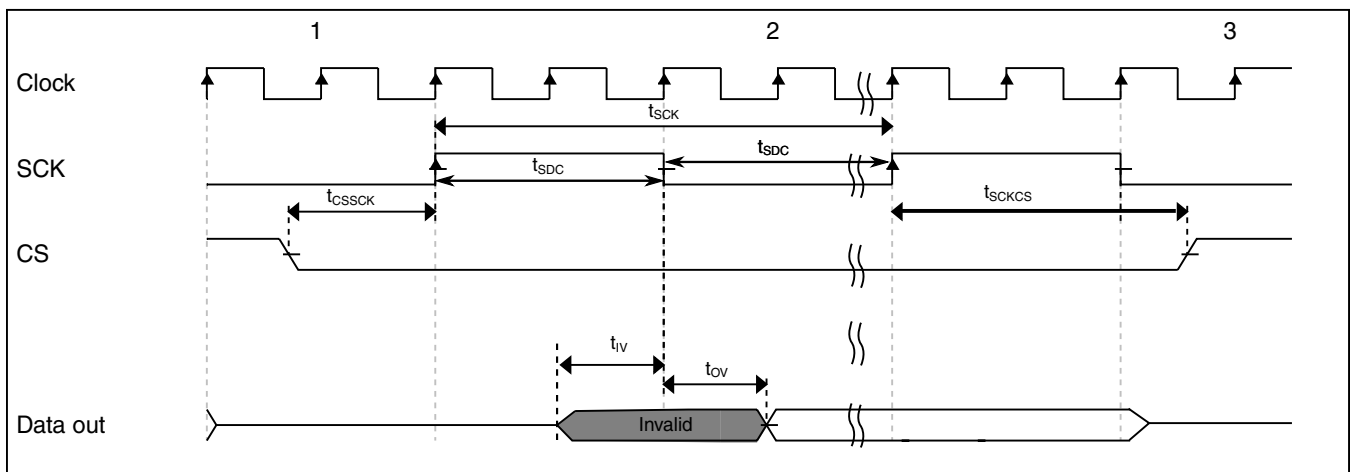 1 2 3
Clock
tSCK
SCK
tSDC
tSDC
tCSSCK
tSCKCS
CS
tIV
tOV
Data out
Invalid